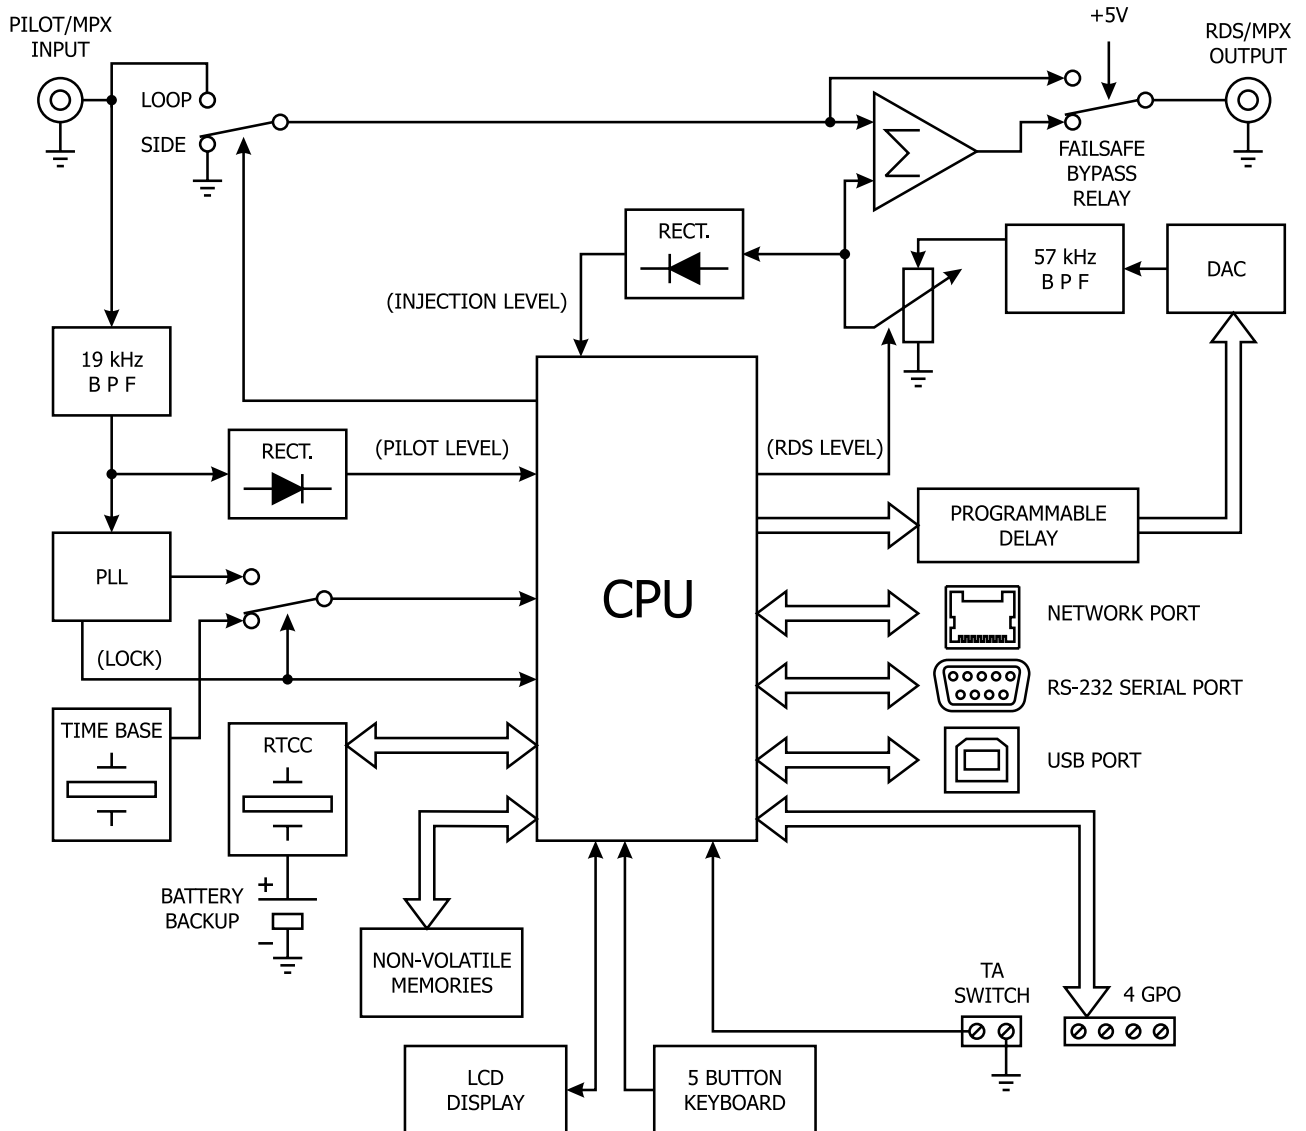 PILOT/MPX
INPUT
+5V
RDS/MPX
OUTPUT
LOOP
SIDE
FAILSAFE
BYPASS
RELAY
RECT.
57 kHz
B P F
DAC
(INJECTION LEVEL)
19 kHz
B P F
RECT.
(PILOT LEVEL)
(RDS LEVEL)
PROGRAMMABLE
DELAY
PLL
CPU
NETWORK PORT
(LOCK)
RS-232 SERIAL PORT
TIME BASE
RTCC
USB PORT
+
BATTERY
BACKUP
−
NON-VOLATILE
MEMORIES
TA
SWITCH
4 GPO
LCD
DISPLAY
5 BUTTON
KEYBOARD